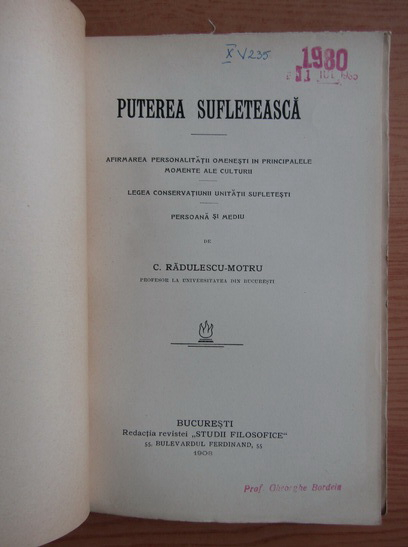 X V235
1980
PUTEREA SUFLETEASCĂ
AFIRMAREA PERSONALITĂȚII OMENEȘTI IN PRINCIPALELE
MOMENTE ALE CULTURII
LEGEA CONSERVAȚIUNII UNITĂȚII SUFLETEȘTI
PERSOANĂ ȘI MEDIU
DE
C. RĂDULESCU-MOTRU
PROFESOR LA UNIVERSITATEA DIN BUCUREȘTI
BUCUREȘTI
Redacția revistei „STUDII FILOSOFICE“
55, BULEVARDUL FERDINAND, 55
1908
Prof. Gheorghe Bordeia